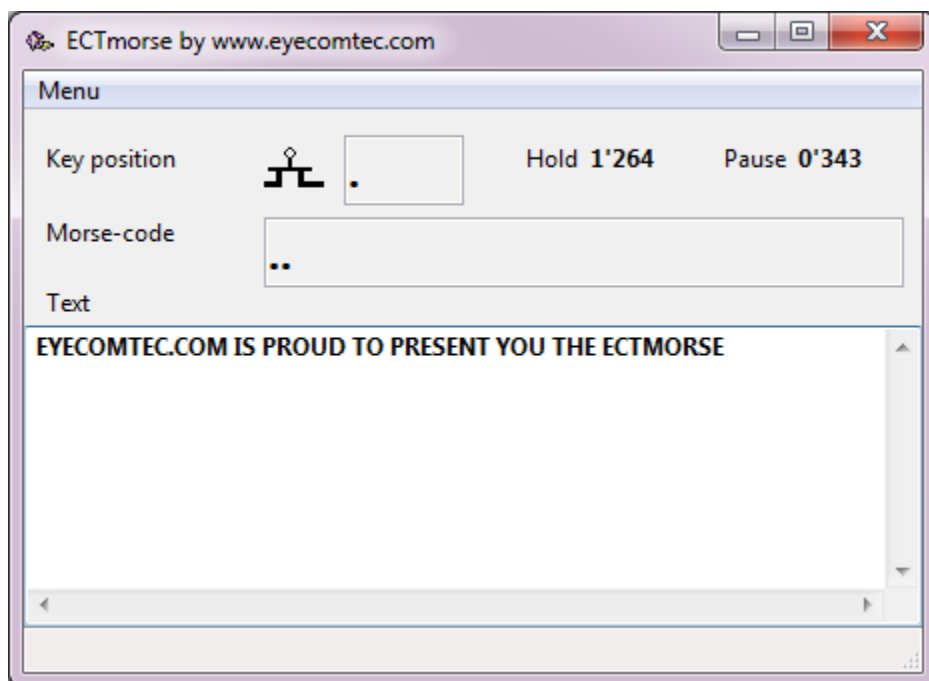 ECTmorse by www.eyecomtec.com
Menu
Key position . Hold 1'264 Pause 0'343
Morse-code
..
Text
EYECOMTEC.COM IS PROUD TO PRESENT YOU THE ECTMORSE